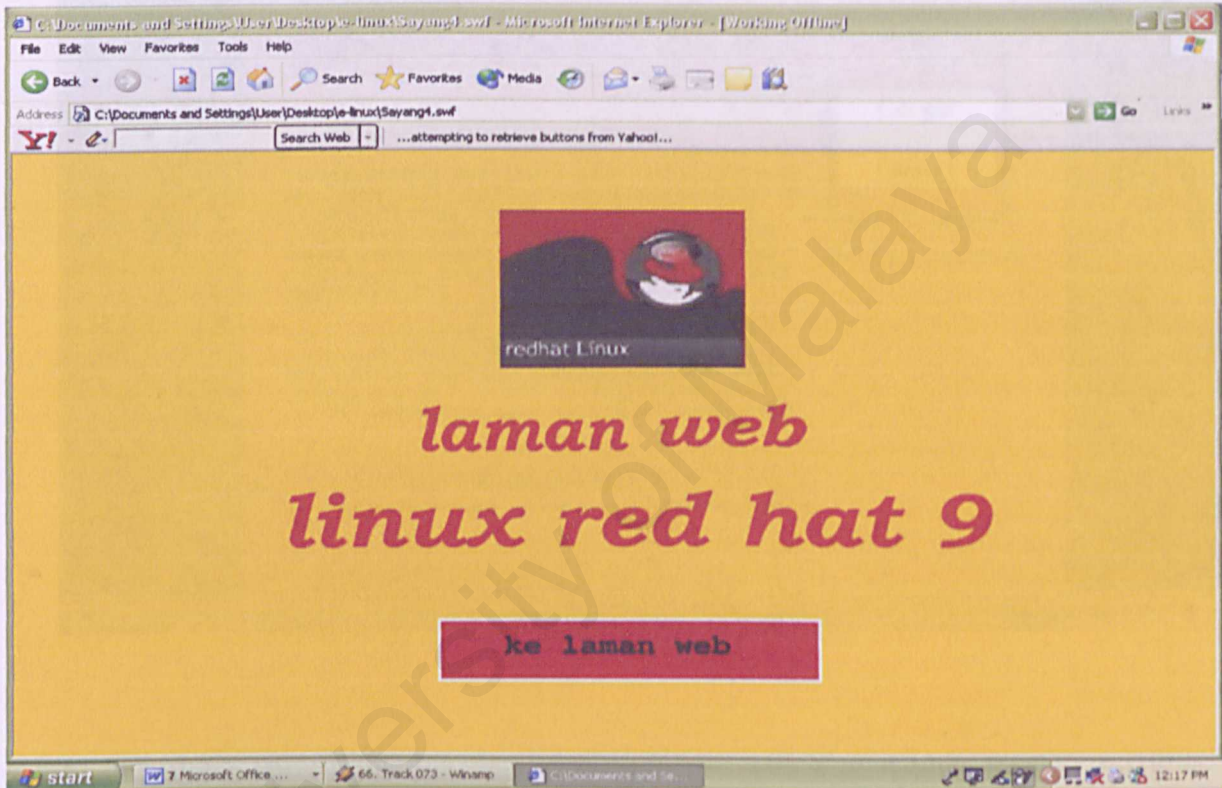 C:\Documents and Settings\User\Desktop\e-linux\Sayang4.swf - Microsoft Internet Explorer - [Working Offline]
File Edit View Favorites Tools Help
Back Search Favorites Media
Address C:\Documents and Settings\User\Desktop\e-linux\Sayang4.swf Go Links
Y! Search Web ...attempting to retrieve buttons from Yahoo!...
redhat Linux
laman web
linux red hat 9
ke laman web
start 7 Microsoft Office ... 66. Track 073 - Winamp C:\Documents and Se... 12:17 PM
University of Malaya